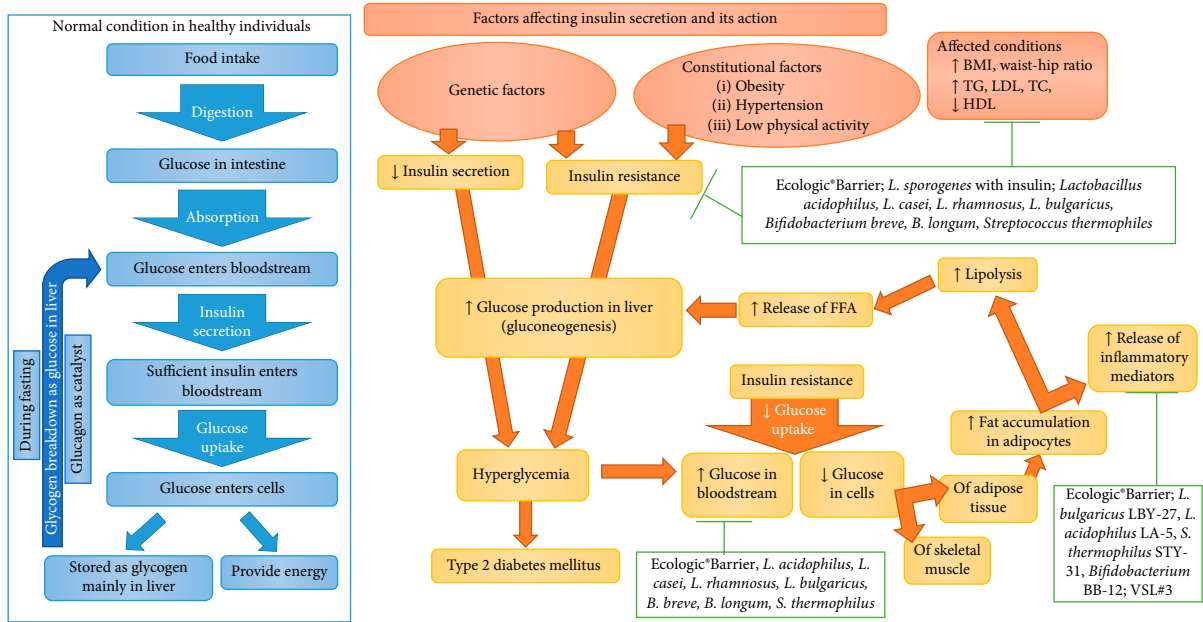 Normal condition in healthy individuals
Food intake
Digestion
Glucose in intestine
Absorption
Glucose enters bloodstream
Insulin
secretion
Sufficient insulin enters
bloodstream
Glucose
uptake
Glucose enters cells
Stored as glycogen
mainly in liver
Provide energy
During fasting
Glycogen breakdown as glucose in liver
Glucagon as catalyst
Factors affecting insulin secretion and its action
Genetic factors
Constitutional factors
(i) Obesity
(ii) Hypertension
(iii) Low physical activity
Affected conditions
↑ BMI, waist-hip ratio
↑ TG, LDL, TC,
↓ HDL
↓ Insulin secretion
Insulin resistance
Ecologic®Barrier; L. sporogenes with insulin; Lactobacillus
acidophilus, L. casei, L. rhamnosus, L. bulgaricus,
Bifidobacterium breve, B. longum, Streptococcus thermophiles
↑ Glucose production in liver
(gluconeogenesis)
↑ Release of FFA
↑ Lipolysis
↑ Release of
inflammatory
mediators
Insulin resistance
↓ Glucose
uptake
↑ Fat accumulation
in adipocytes
Hyperglycemia
↑ Glucose in
bloodstream
↓ Glucose
in cells
Of adipose
tissue
Of skeletal
muscle
Type 2 diabetes mellitus
Ecologic®Barrier, L. acidophilus, L.
casei, L. rhamnosus, L. bulgaricus,
B. breve, B. longum, S. thermophilus
Ecologic®Barrier; L.
bulgaricus LBY-27, L.
acidophilus LA-5, S.
thermophilus STY-
31, Bifidobacterium
BB-12; VSL#3